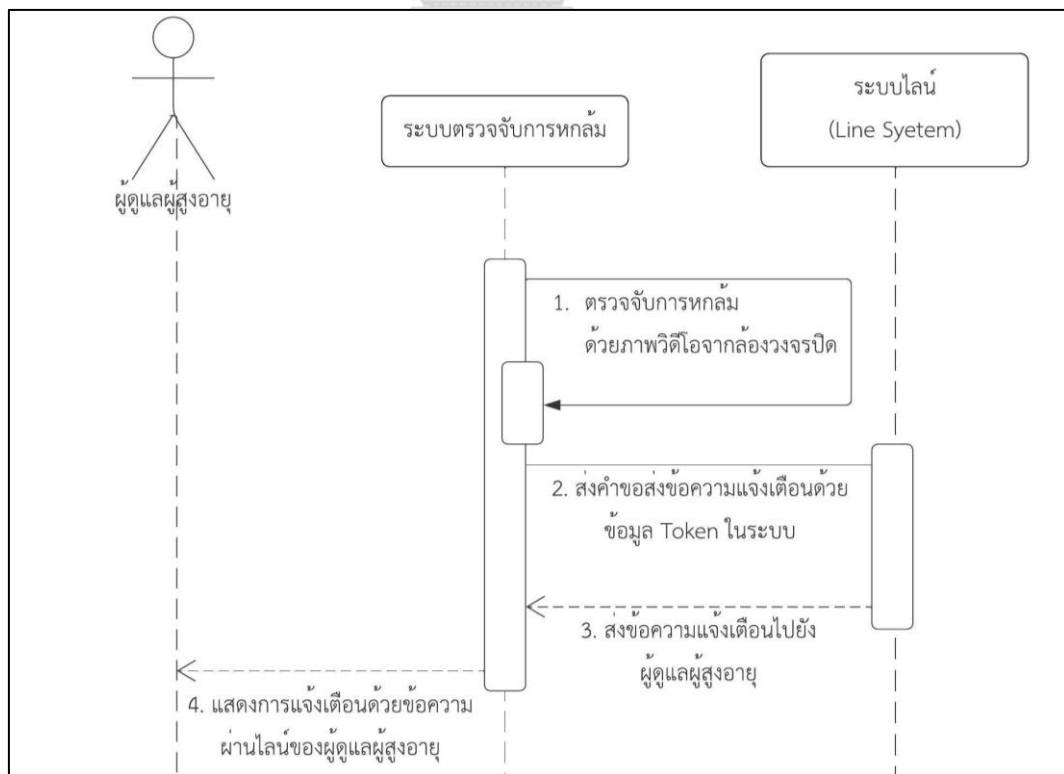 ระบบตรวจจับการหกล้ม
ระบบไลน์
(Line Syetem)
ผู้ดูแลผู้สูงอายุ
1. ตรวจจับการหกล้ม
ด้วยภาพวิดีโอจากล้องวงจรปิด
2. ส่งคำขอส่งข้อความแจ้งเตือนด้วย
ข้อมูล Token ในระบบ
3. ส่งข้อความแจ้งเตือนไปยัง
ผู้ดูแลผู้สูงอายุ
4. แสดงการแจ้งเตือนด้วยข้อความ
ผ่านไลน์ของผู้ดูแลผู้สูงอายุ